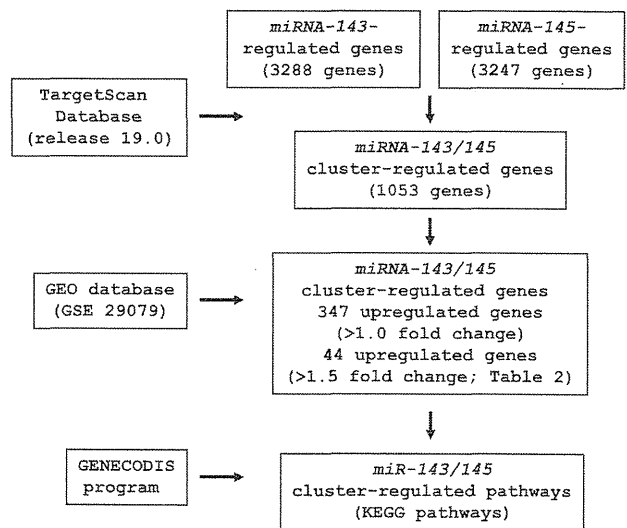 miRNA-143-
regulated genes
(3288 genes)
miRNA-145-
regulated genes
(3247 genes)
TargetScan
Database
(release 19.0)
miRNA-143/145
cluster-regulated genes
(1053 genes)
GEO database
(GSE 29079)
miRNA-143/145
cluster-regulated genes
347 upregulated genes
(>1.0 fold change)
44 upregulated genes
(>1.5 fold change; Table 2)
GENECODIS
program
miR-143/145
cluster-regulated pathways
(KEGG pathways)